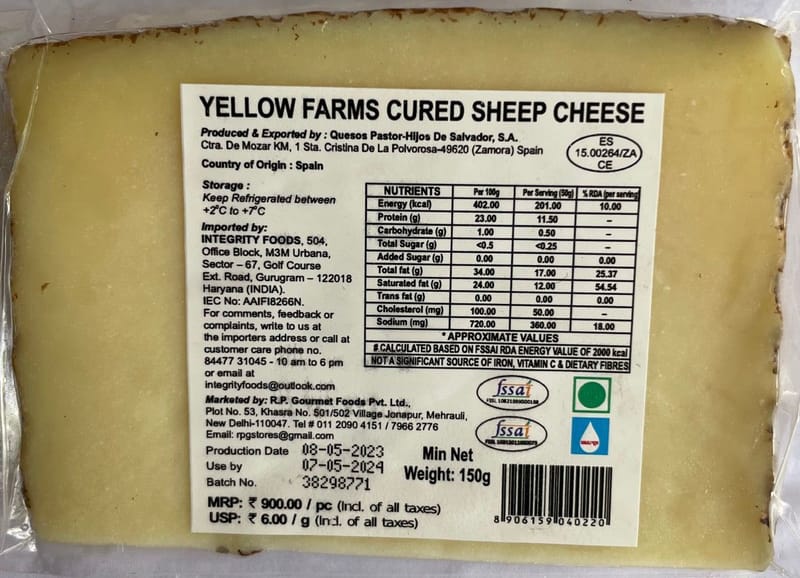 YELLOW FARMS CURED SHEEP CHEESE
Produced & Exported by : Quesos Pastor-Hijos De Salvador, S.A.
Ctra. De Mozar KM, 1 Sta. Cristina De La Polvorosa-49620 (Zamora) Spain
ES
15.00264/ZA
CE
Country of Origin : Spain
Storage :
Keep Refrigerated between
+2°C to +7°C
Imported by:
INTEGRITY FOODS, 504,
Office Block, M3M Urbana,
Sector – 67, Golf Course
Ext. Road, Gurugram – 122018
Haryana (INDIA).
IEC No: AAIFI8266N.
For comments, feedback or
complaints, write to us at
the importers address or call at
customer care phone no.
84477 31045 - 10 am to 6 pm
or email at
integrityfoods@outlook.com
NUTRIENTS Per 100g Per Serving (50g) % RDA (per serving)
Energy (kcal) 402.00 201.00 10.00
Protein (g) 23.00 11.50 –
Carbohydrate (g) 1.00 0.50 –
Total Sugar (g) <0.5 <0.25 –
Added Sugar (g) 0.00 0.00 0.00
Total fat (g) 34.00 17.00 25.37
Saturated fat (g) 24.00 12.00 54.54
Trans fat (g) 0.00 0.00 0.00
Cholesterol (mg) 100.00 50.00 –
Sodium (mg) 720.00 360.00 18.00
* APPROXIMATE VALUES
# CALCULATED BASED ON FSSAI RDA ENERGY VALUE OF 2000 kcal
NOT A SIGNIFICANT SOURCE OF IRON, VITAMIN C & DIETARY FIBRES
fssai
fssai
Marketed by: R.P. Gourmet Foods Pvt. Ltd.,
Plot No. 53, Khasra No. 501/502 Village Jonapur, Mehrauli,
New Delhi-110047. Tel # 011 2090 4151 / 7966 2776
Email: rpgstores@gmail.com
Production Date 08-05-2023
Use by 07-05-2024
Batch No. 38298771
Min Net
Weight: 150g
MRP: ₹ 900.00 / pc (Incl. of all taxes)
USP: ₹ 6.00 / g (Incl. of all taxes)
8 906159 040220